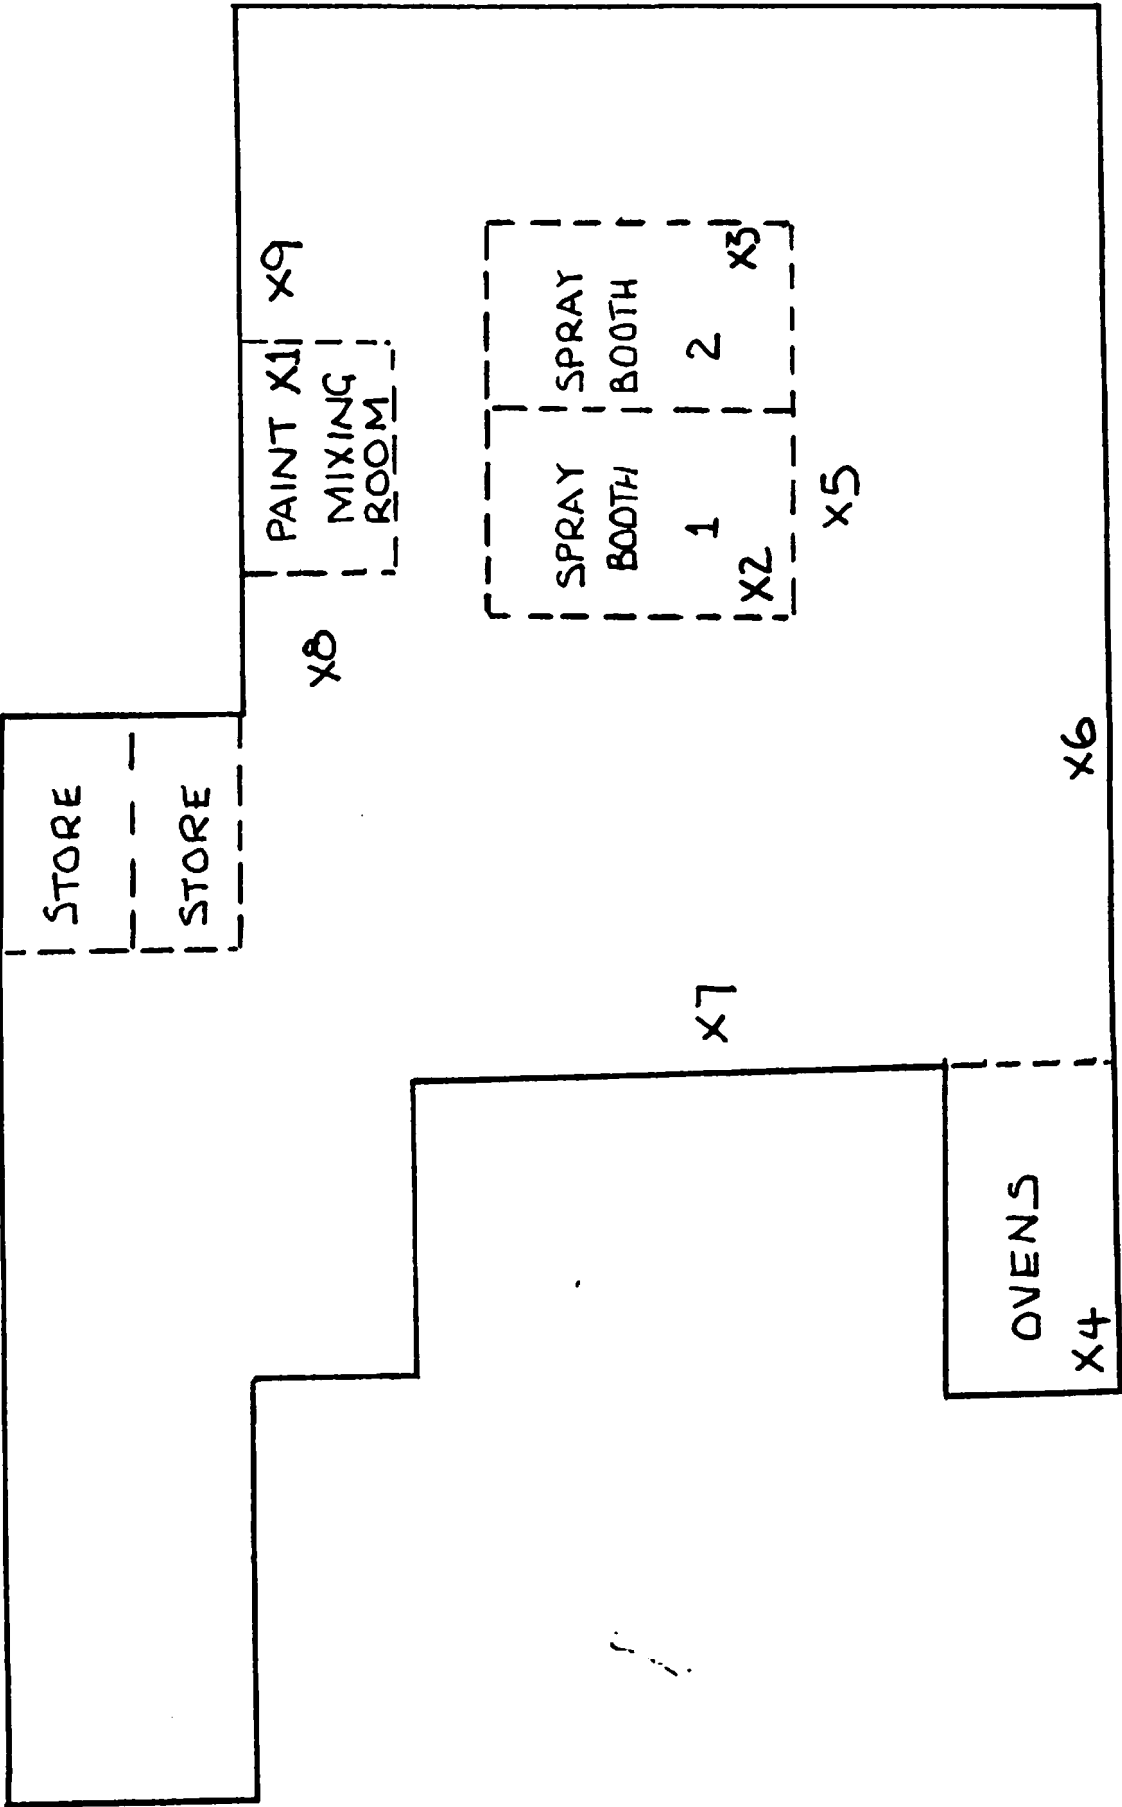 STORE
STORE
X8
PAINT X1
MIXING
ROOM
X9
SPRAY
BOOTH
1
X2
SPRAY
BOOTH
2
X3
X5
X7
X6
OVENS
X4